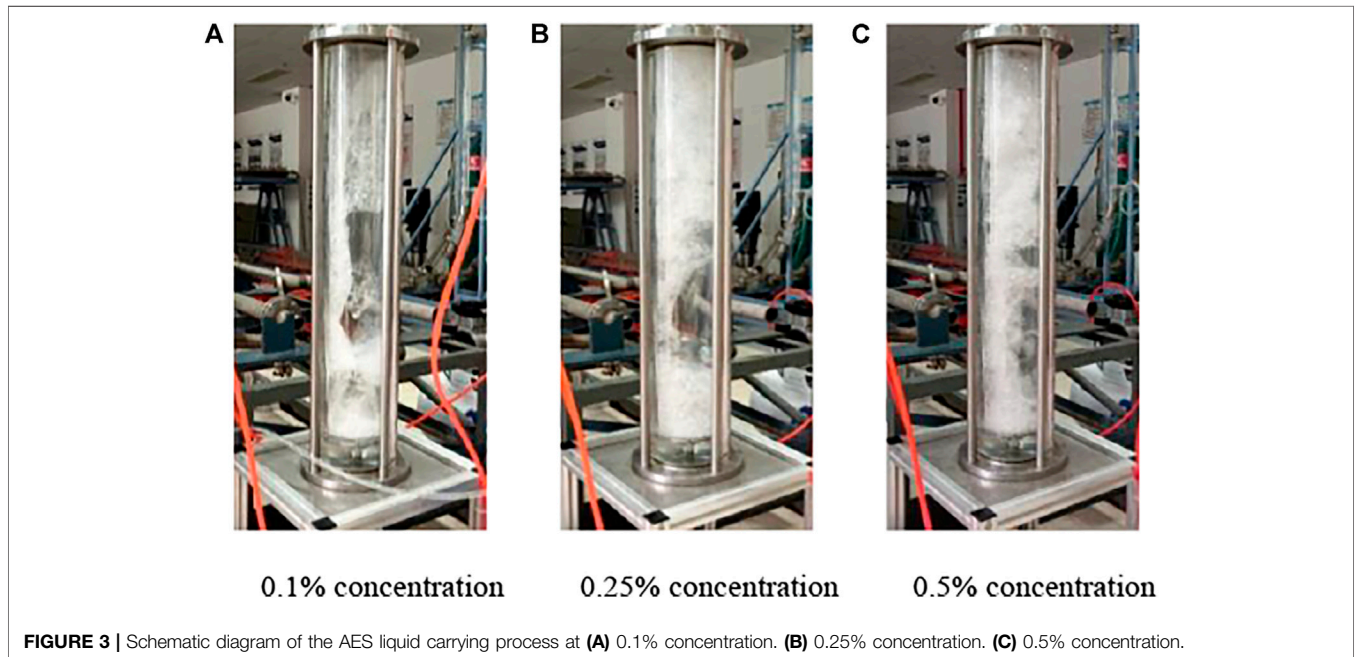 A
B
C
0.1% concentration
0.25% concentration
0.5% concentration
FIGURE 3 | Schematic diagram of the AES liquid carrying process at (A) 0.1% concentration. (B) 0.25% concentration. (C) 0.5% concentration.